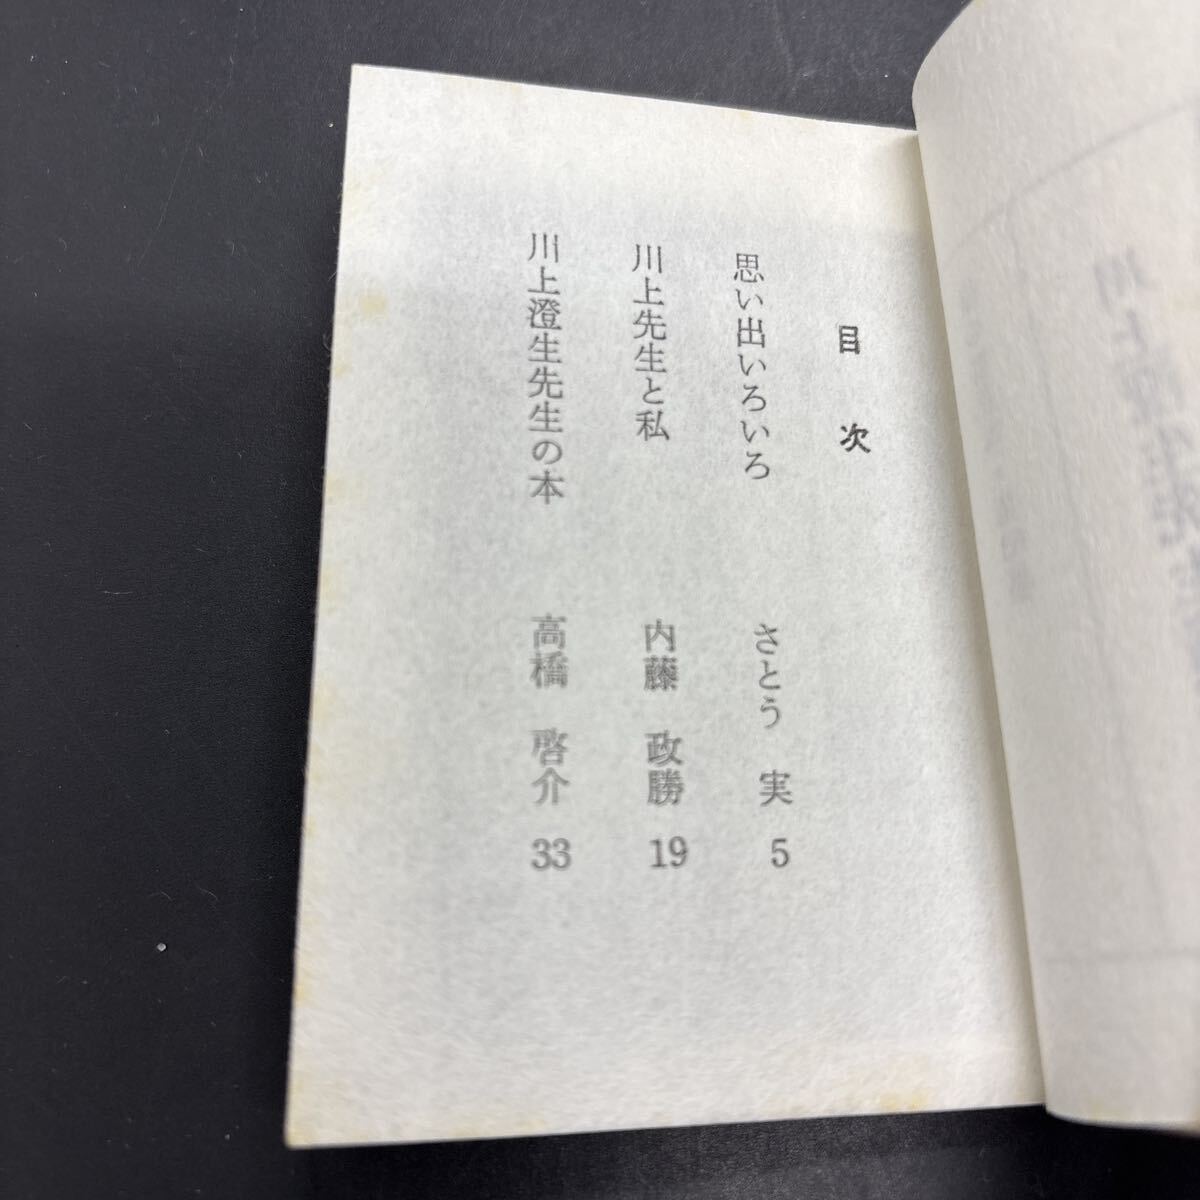 目次
思い出いろいろ さとう 実 5
川上先生と私 内藤 政勝 19
川上澄生先生の本 高橋 啓介 33